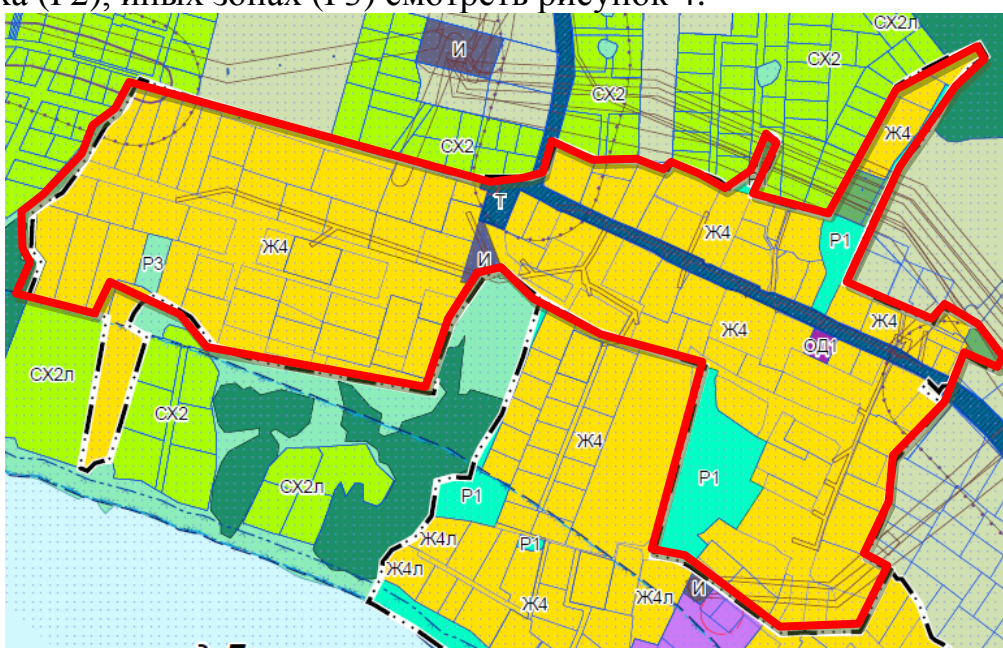 ка (Р2), иных зонах (Р3) смотреть рисунок 4.
СХ2л
И
СХ2
СХ2
СХ2
Ж4
Т
Ж4
Ж4
Р1
Р3
И
Ж4
Ж4
ОД1
СХ2л
СХ2
Ж4
Р1
СХ2л
Р1
Ж4л
Р1
Ж4л
Ж4
Ж4л
И